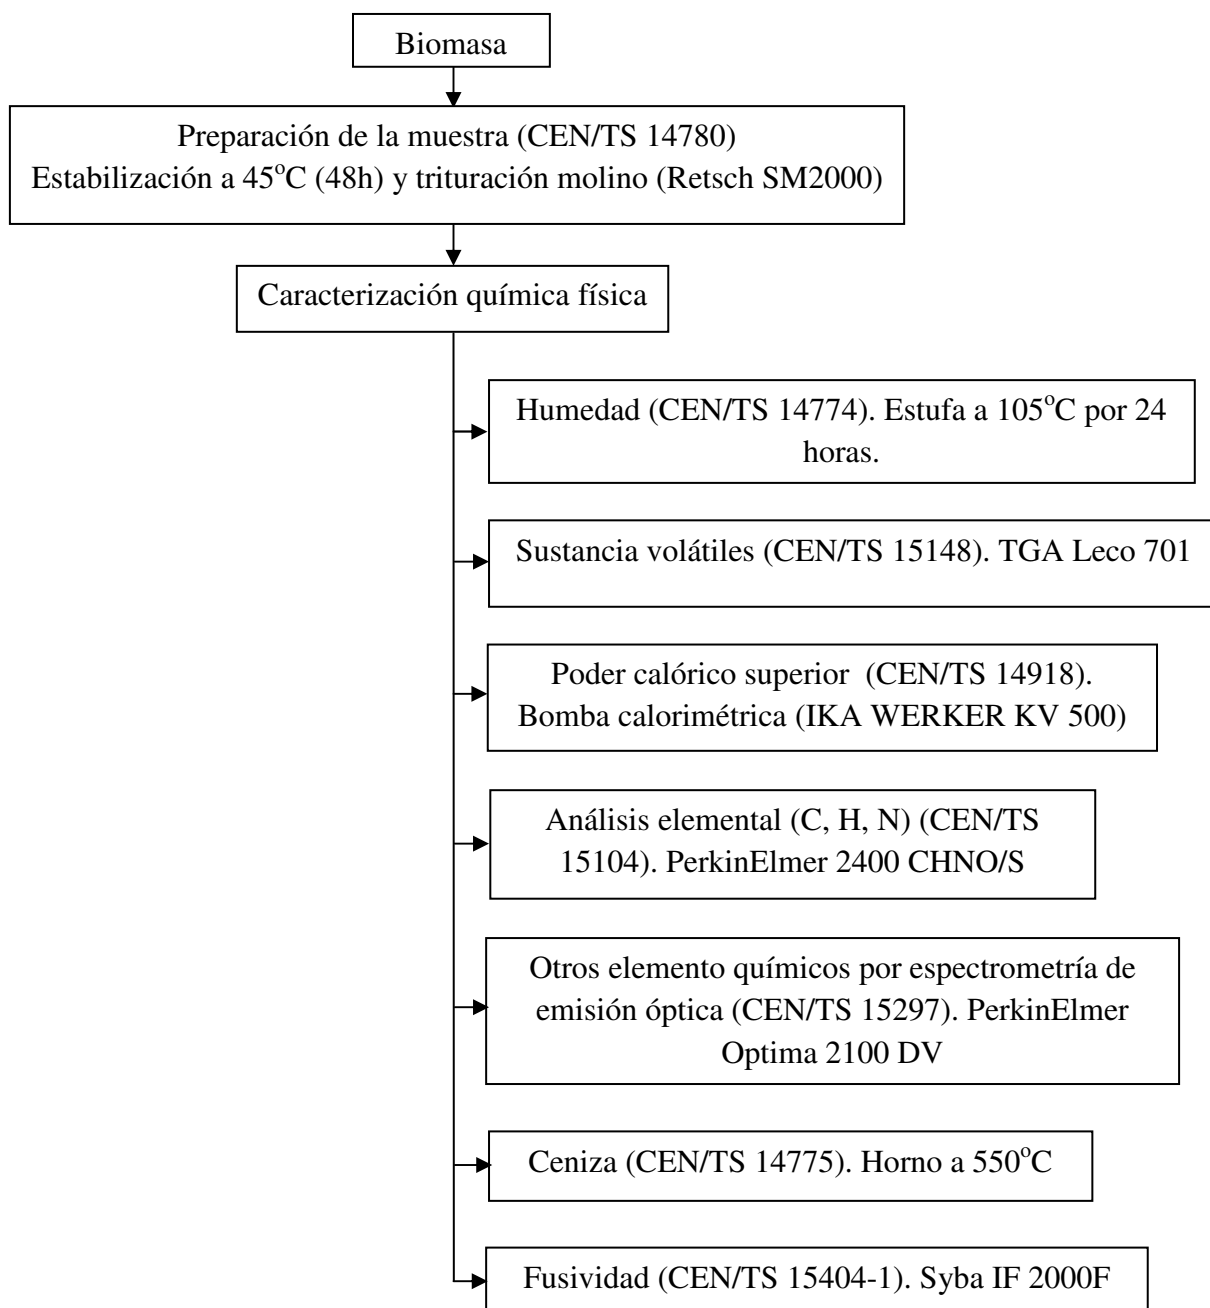 Biomasa
Preparación de la muestra (CEN/TS 14780)
Estabilización a 45°C (48h) y trituración molino (Retsch SM2000)
Caracterización química física
Humedad (CEN/TS 14774). Estufa a 105°C por 24
horas.
Sustancia volátiles (CEN/TS 15148). TGA Leco 701
Poder calórico superior (CEN/TS 14918).
Bomba calorimétrica (IKA WERKER KV 500)
Análisis elemental (C, H, N) (CEN/TS
15104). PerkinElmer 2400 CHNO/S
Otros elemento químicos por espectrometría de
emisión óptica (CEN/TS 15297). PerkinElmer
Optima 2100 DV
Ceniza (CEN/TS 14775). Horno a 550°C
Fusividad (CEN/TS 15404-1). Syba IF 2000F